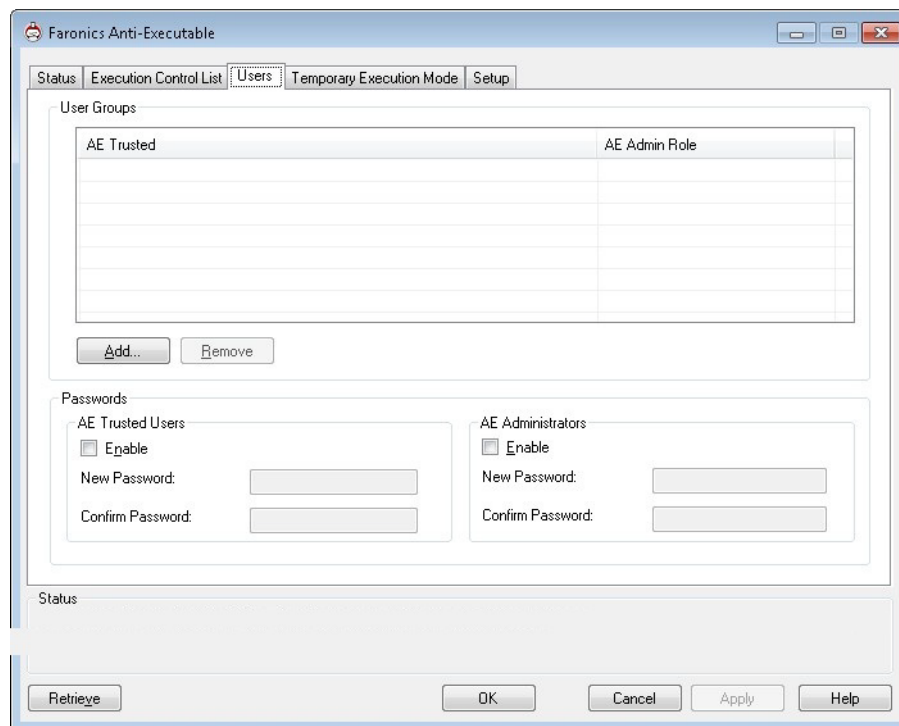 Faronics Anti-Executable
Status Execution Control List Users Temporary Execution Mode Setup
User Groups
AE Trusted AE Admin Role
Add... Remove
Passwords
AE Trusted Users AE Administrators
Enable Enable
New Password: New Password:
Confirm Password: Confirm Password:
Status
Retrieve OK Cancel Apply Help